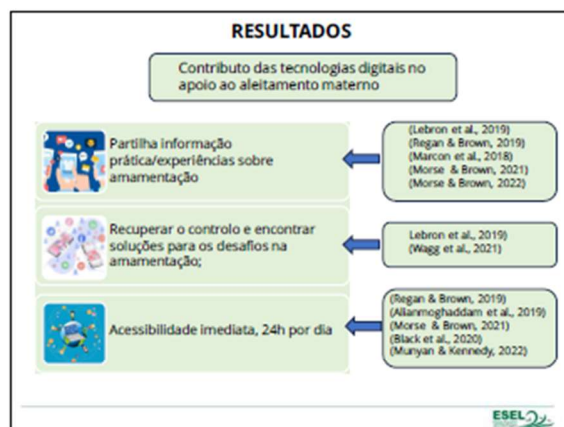 RESULTADOS
Contributo das tecnologias digitais no
apoio ao aleitamento materno
Partilha informação
prática/experiências sobre
amamentação
(Lebron et al., 2019)
(Regan & Brown, 2019)
(Marcon et al., 2018)
(Morse & Brown, 2021)
(Morse & Brown, 2022)
Recuperar o controlo e encontrar
soluções para os desafios na
amamentação;
Lebron et al., 2019)
(Wagg et al., 2021)
Acessibilidade imediata, 24h por dia
(Regan & Brown, 2019)
(Alianmoghaddam et al., 2019)
(Morse & Brown, 2021)
(Black et al., 2020)
(Munyan & Kennedy, 2022)
ESEL